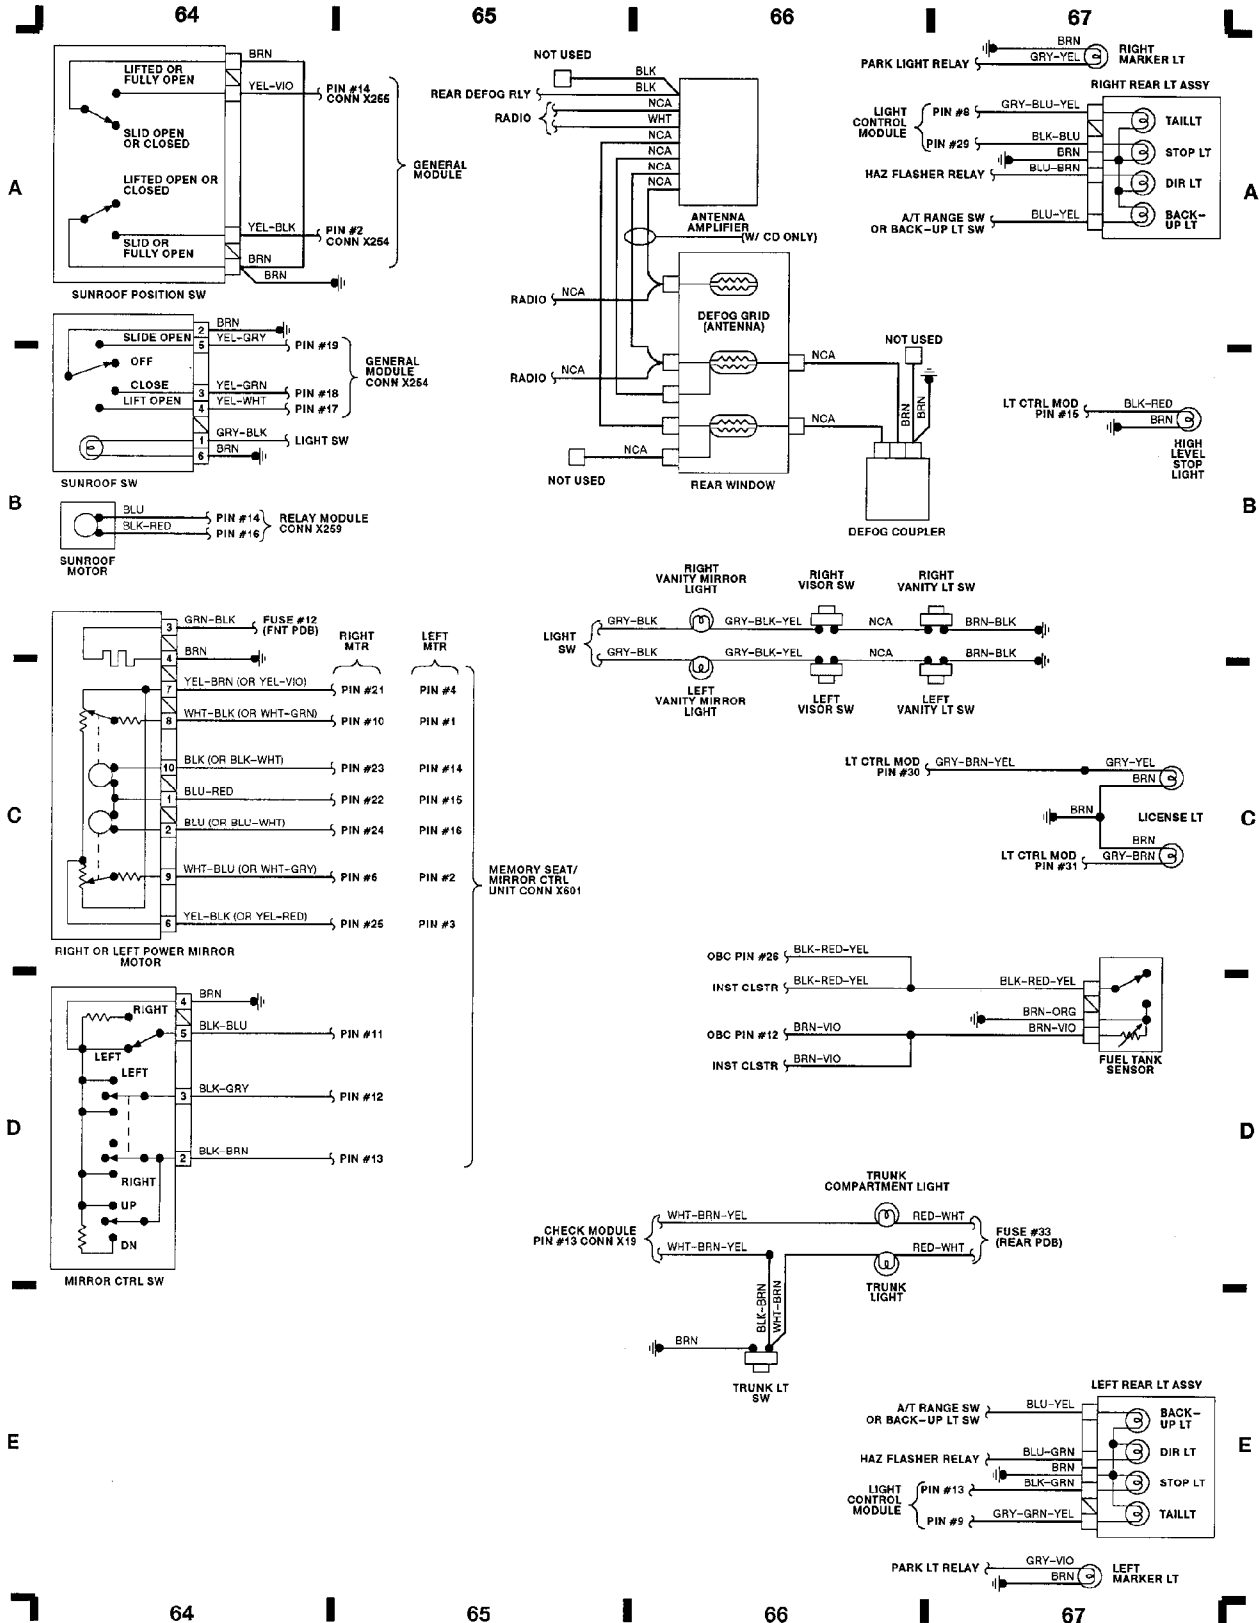 64
65
66
67
A
B
C
D
E
A
B
C
D
E
LIFTED OR
FULLY OPEN
SLID OPEN
OR CLOSED
LIFTED OPEN OR
CLOSED
SLID OR
FULLY OPEN
BRN
YEL-VIO
PIN #14
CONN X255
GENERAL
MODULE
YEL-BLK
PIN #2
CONN X254
BRN
BRN
SUNROOF POSITION SW
SLIDE OPEN
OFF
CLOSE
LIFT OPEN
2
5
3
4
1
6
BRN
YEL-GRY
PIN #19
YEL-GRN
PIN #18
YEL-WHT
PIN #17
GENERAL
MODULE
CONN X254
GRY-BLK
LIGHT SW
BRN
SUNROOF SW
BLU
PIN #14
BLK-RED
PIN #16
RELAY MODULE
CONN X259
SUNROOF
MOTOR
3
GRN-BLK
FUSE #12
(FNT PDB)
4
BRN
RIGHT
MTR
LEFT
MTR
7
YEL-BRN (OR YEL-VIO)
PIN #21
PIN #4
8
WHT-BLK (OR WHT-GRN)
PIN #10
PIN #1
10
BLK (OR BLK-WHT)
PIN #23
PIN #14
1
BLU-RED
PIN #22
PIN #15
2
BLU (OR BLU-WHT)
PIN #24
PIN #16
9
WHT-BLU (OR WHT-GRY)
PIN #6
PIN #2
6
YEL-BLK (OR YEL-RED)
PIN #25
PIN #3
MEMORY SEAT/
MIRROR CTRL
UNIT CONN X601
RIGHT OR LEFT POWER MIRROR
MOTOR
RIGHT
LEFT
LEFT
RIGHT
UP
DN
4
BRN
5
BLK-BLU
PIN #11
3
BLK-GRY
PIN #12
2
BLK-BRN
PIN #13
MIRROR CTRL SW
NOT USED
BLK
REAR DEFOG RLY
BLK
RADIO
NCA
WHT
NCA
NCA
NCA
NCA
ANTENNA
AMPLIFIER
(W/ CD ONLY)
RADIO
NCA
DEFOG GRID
(ANTENNA)
RADIO
NCA
NCA
NOT USED
BRN
BRN
NCA
NCA
NOT USED
REAR WINDOW
DEFOG COUPLER
RIGHT
VANITY MIRROR
LIGHT
RIGHT
VISOR SW
RIGHT
VANITY LT SW
LIGHT
SW
GRY-BLK
GRY-BLK-YEL
NCA
BRN-BLK
GRY-BLK
GRY-BLK-YEL
NCA
BRN-BLK
LEFT
VANITY MIRROR
LIGHT
LEFT
VISOR SW
LEFT
VANITY LT SW
BRN
PARK LIGHT RELAY
GRY-YEL
RIGHT
MARKER LT
RIGHT REAR LT ASSY
LIGHT
CONTROL
MODULE
PIN #8
GRY-BLU-YEL
TAILLT
PIN #29
BLK-BLU
STOP LT
BRN
HAZ FLASHER RELAY
BLU-BRN
DIR LT
A/T RANGE SW
OR BACK-UP LT SW
BLU-YEL
BACK-
UP LT
LT CTRL MOD
PIN #15
BLK-RED
BRN
HIGH
LEVEL
STOP
LIGHT
LT CTRL MOD
PIN #30
GRY-BRN-YEL
GRY-YEL
BRN
BRN
LICENSE LT
BRN
LT CTRL MOD
PIN #31
GRY-BRN
OBC PIN #26
BLK-RED-YEL
INST CLSTR
BLK-RED-YEL
BLK-RED-YEL
BRN-ORG
OBC PIN #12
BRN-VIO
BRN-VIO
INST CLSTR
BRN-VIO
FUEL TANK
SENSOR
TRUNK
COMPARTMENT LIGHT
CHECK MODULE
PIN #13 CONN X19
WHT-BRN-YEL
RED-WHT
WHT-BRN-YEL
RED-WHT
FUSE #33
(REAR PDB)
TRUNK
LIGHT
BLK-BRN
WHT-BRN
BRN
TRUNK LT
SW
LEFT REAR LT ASSY
A/T RANGE SW
OR BACK-UP LT SW
BLU-YEL
BACK-
UP LT
HAZ FLASHER RELAY
BLU-GRN
DIR LT
BRN
LIGHT
CONTROL
MODULE
PIN #13
BLK-GRN
STOP LT
PIN #9
GRY-GRN-YEL
TAILLT
PARK LT RELAY
GRY-VIO
BRN
LEFT
MARKER LT
64
65
66
67